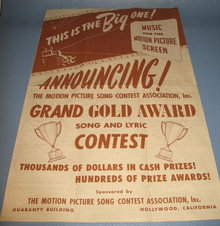 THIS IS THE Big ONE!
MUSIC
FOR THE
MOTION PICTURE
SCREEN
ANNOUNCING!
THE MOTION PICTURE SONG CONTEST ASSOCIATION, Inc.
GRAND GOLD AWARD
SONG AND LYRIC
CONTEST
THOUSANDS OF DOLLARS IN CASH PRIZES!
HUNDREDS OF PRIZE AWARDS!
Sponsored by
THE MOTION PICTURE SONG CONTEST ASSOCIATION, Inc.
GUARANTY BUILDING
HOLLYWOOD, CALIFORNIA